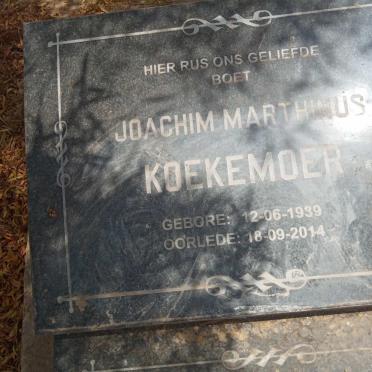 HIER RUS ONS GELIEFDE
BOET
JOACHIM MARTHINUS
KOEKEMOER
GEBORE: 12-06-1939
OORLEDE: 18-09-2014